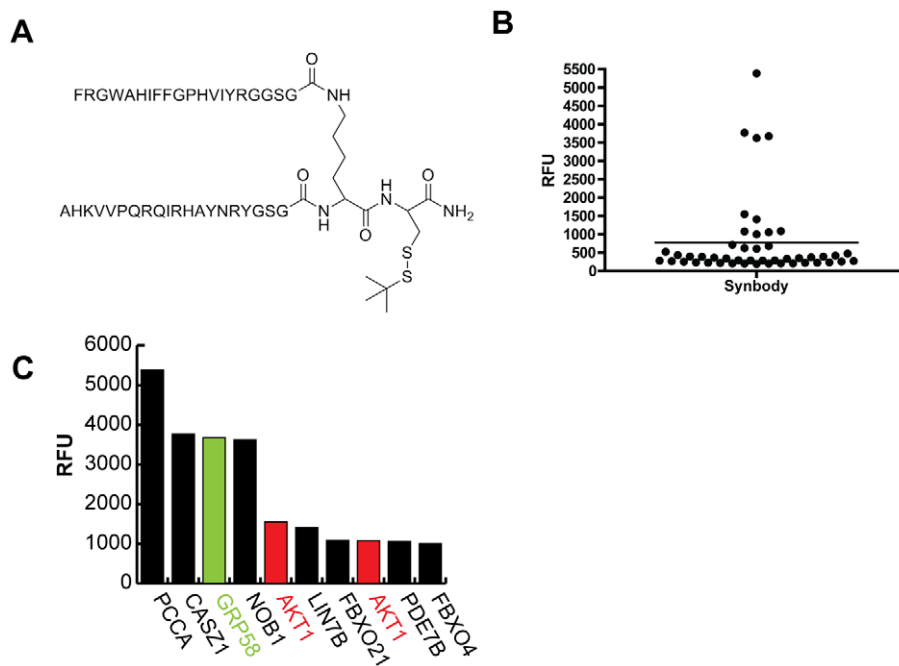 A
O
FRGWAHIFFGPHVIYRGGSG
NH
O
AHKVVPQRQIRHAYNRYGSG
N
H
O
H
N
O
NH2
S
S
B
5500
5000
4500
4000
3500
3000
2500
2000
1500
1000
500
0
RFU
Synbody
C
6000
5000
4000
3000
2000
1000
0
RFU
PCCA
CASZ1
GRP58
NOB1
AKT1
LIN7B
FBXO21
AKT1
PDE7B
FBXO4